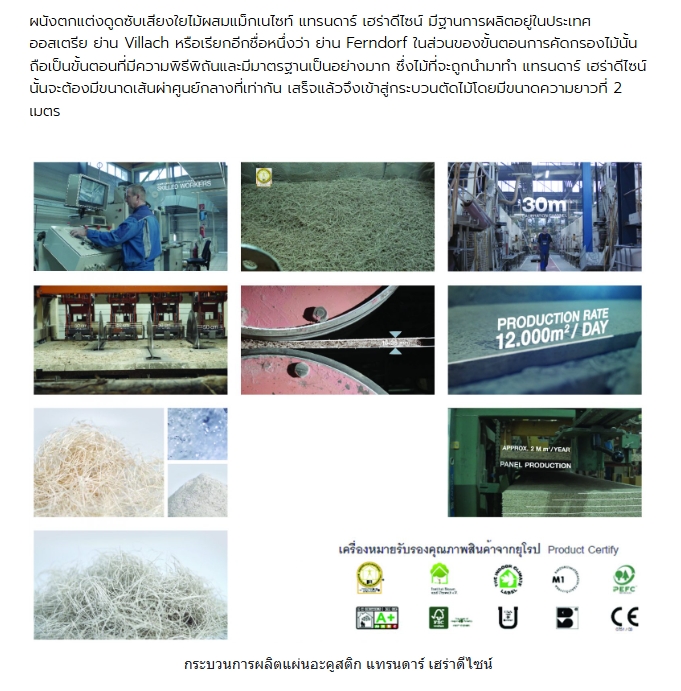 ผนังตกแต่งดูดซับเสียงใยไม้ผสมแม็กเนไซท์ แทรนดาร์ เฮร่าดีไซน์ มีฐานการผลิตอยู่ในประเทศ
ออสเตรีย ย่าน Villach หรือเรียกอีกชื่อหนึ่งว่า ย่าน Ferndorf ในส่วนของขั้นตอนการคัดกรองไม้นั้น
ถือเป็นขั้นตอนที่มีความพิธีพิถันและมีมาตรฐานเป็นอย่างมาก ซึ่งไม้ที่จะถูกนำมาทำ แทรนดาร์ เฮร่าดีไซน์
นั้นจะต้องมีขนาดเส้นผ่าศูนย์กลางที่เท่ากัน เสร็จแล้วจึงเข้าสู่กระบวนตัดไม้โดยมีขนาดความยาวที่ 2
เมตร
SKILLED WORKERS
30m
PRODUCTION RATE
12.000m²/ DAY
APPROX. 2 M m²/YEAR
PANEL PRODUCTION
เครื่องหมายรับรองคุณภาพสินค้าจากยุโรป Product Certify
THE INDOOR CLIMATE
LABEL
M1
PEFC
A+
FSC
B
CE
กระบวนการผลิตแผ่นอะคูสติก แทรนดาร์ เฮร่าดีไซน์